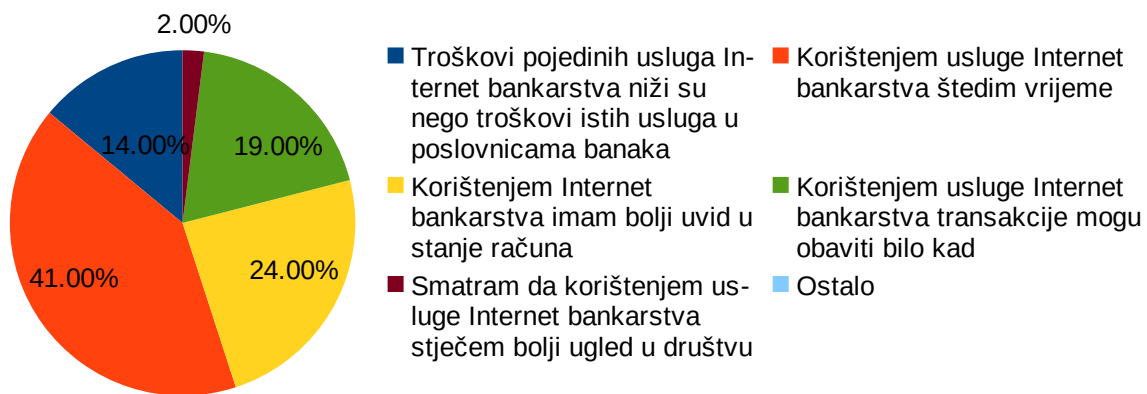 2.00%
14.00%
19.00%
41.00%
24.00%
Troškovi pojedinih usluga In-
ternet bankarstva niži su
nego troškovi istih usluga u
poslovnicama banaka
Korištenjem usluge Internet
bankarstva štedim vrijeme
Korištenjem Internet
bankarstva imam bolji uvid u
stanje računa
Korištenjem usluge Internet
bankarstva transakcije mogu
obaviti bilo kad
Smatram da korištenjem us-
luge Internet bankarstva
stječem bolji ugled u društvu
Ostalo